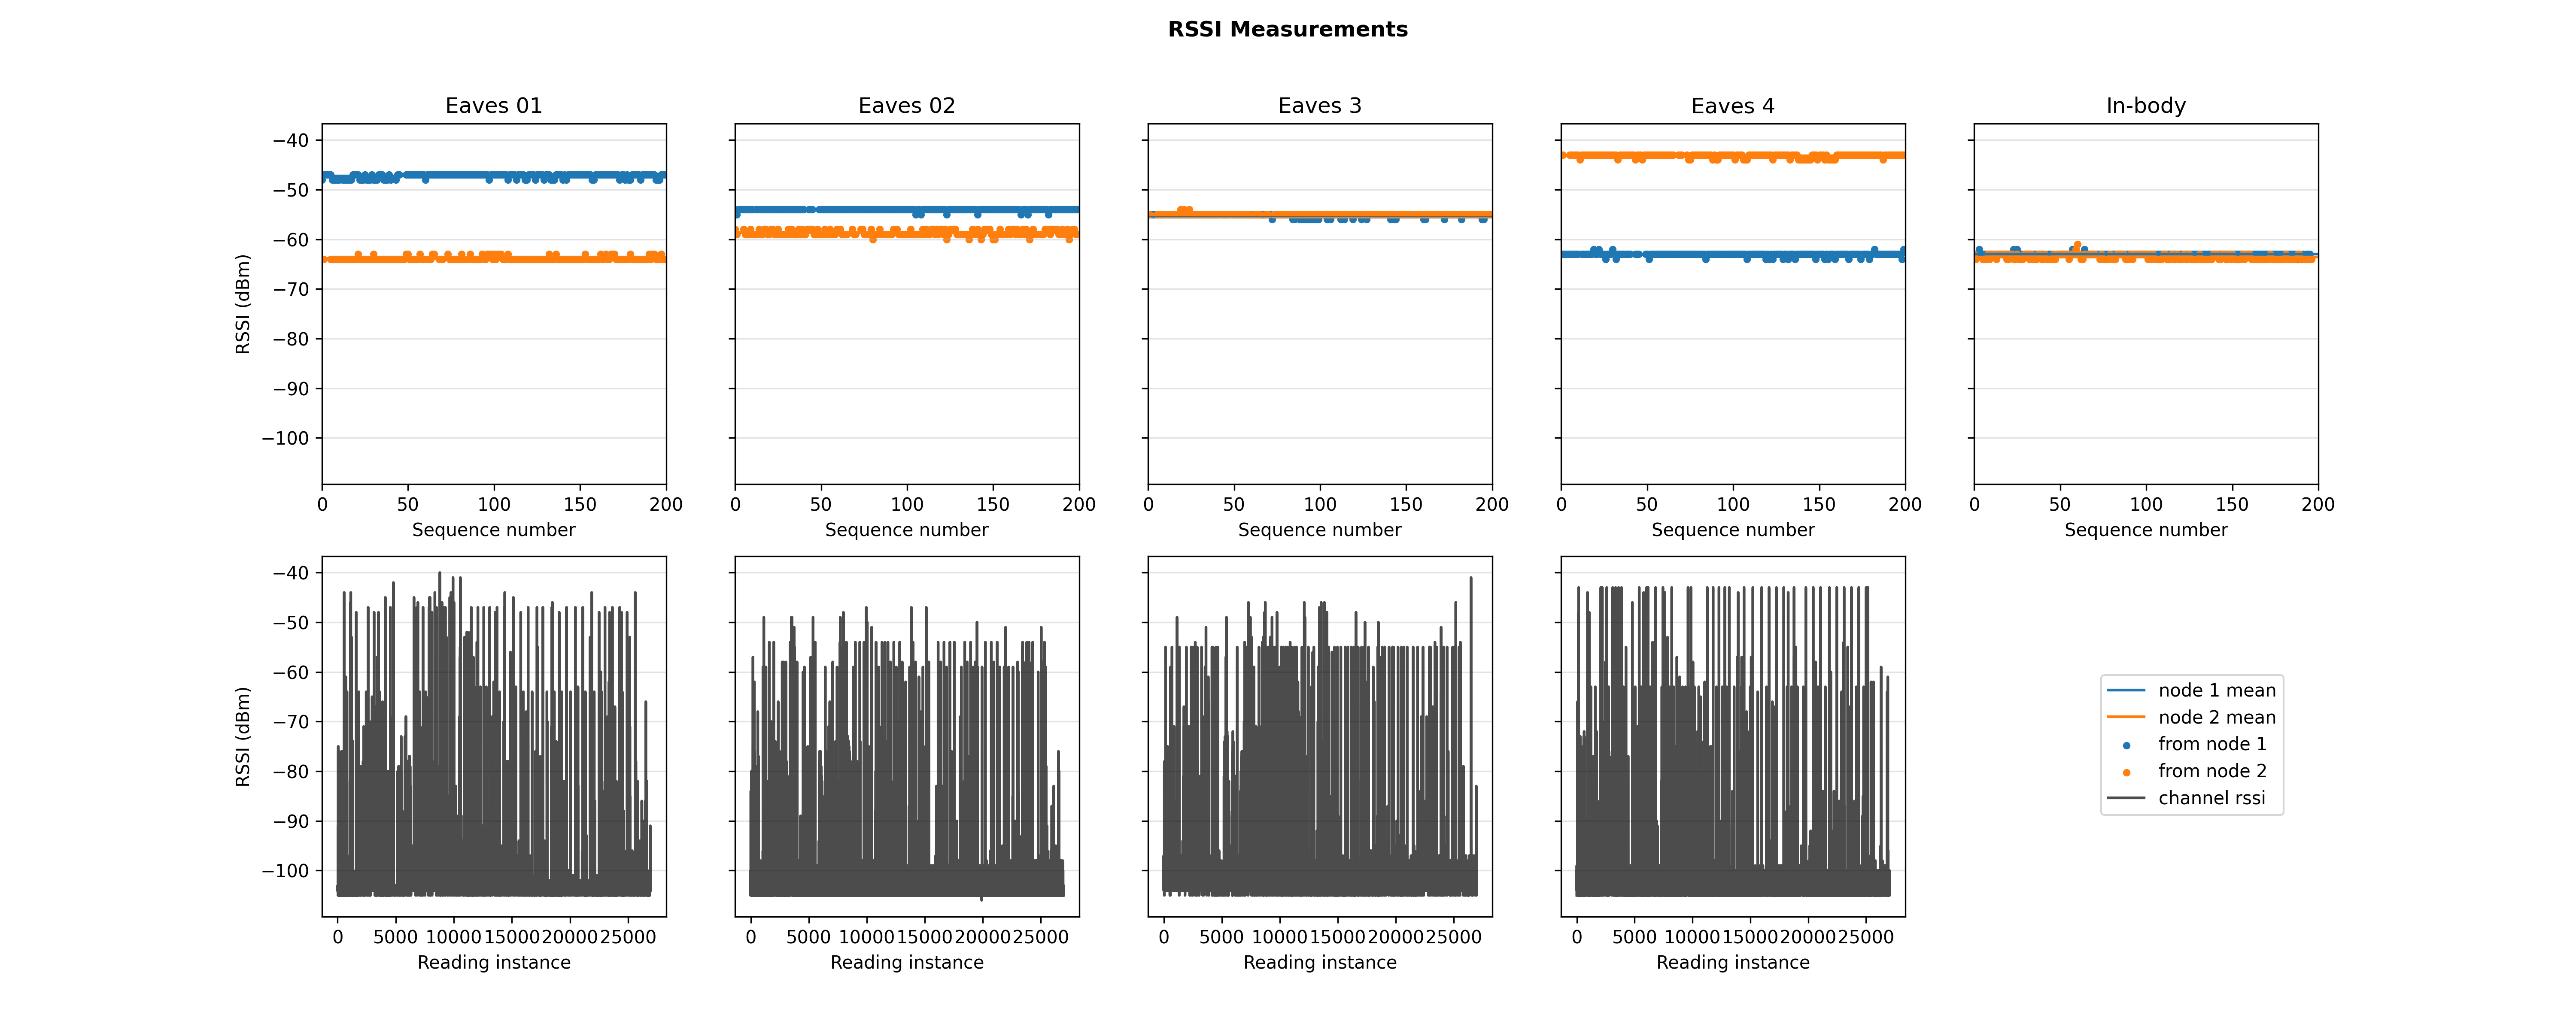 RSSI Measurements
Eaves 01
Eaves 02
Eaves 3
Eaves 4
In-body
RSSI (dBm)
−40
−50
−60
−70
−80
−90
−100
0 50 100 150 200
0 50 100 150 200
0 50 100 150 200
0 50 100 150 200
0 50 100 150 200
Sequence number
Sequence number
Sequence number
Sequence number
Sequence number
RSSI (dBm)
−40
−50
−60
−70
−80
−90
−100
0 5000 10000 15000 20000 25000
0 5000 10000 15000 20000 25000
0 5000 10000 15000 20000 25000
0 5000 10000 15000 20000 25000
Reading instance
Reading instance
Reading instance
Reading instance
node 1 mean
node 2 mean
from node 1
from node 2
channel rssi